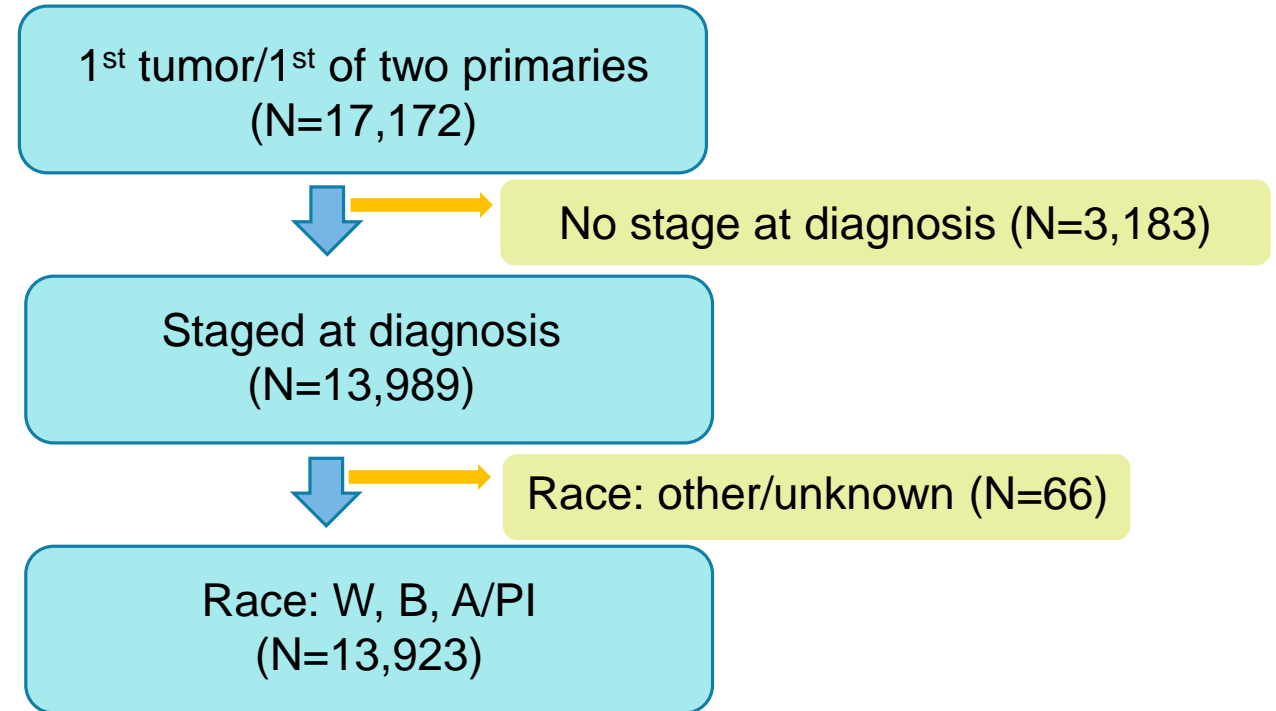 1st tumor/1st of two primaries
(N=17,172)
No stage at diagnosis (N=3,183)
Staged at diagnosis
(N=13,989)
Race: other/unknown (N=66)
Race: W, B, A/PI
(N=13,923)